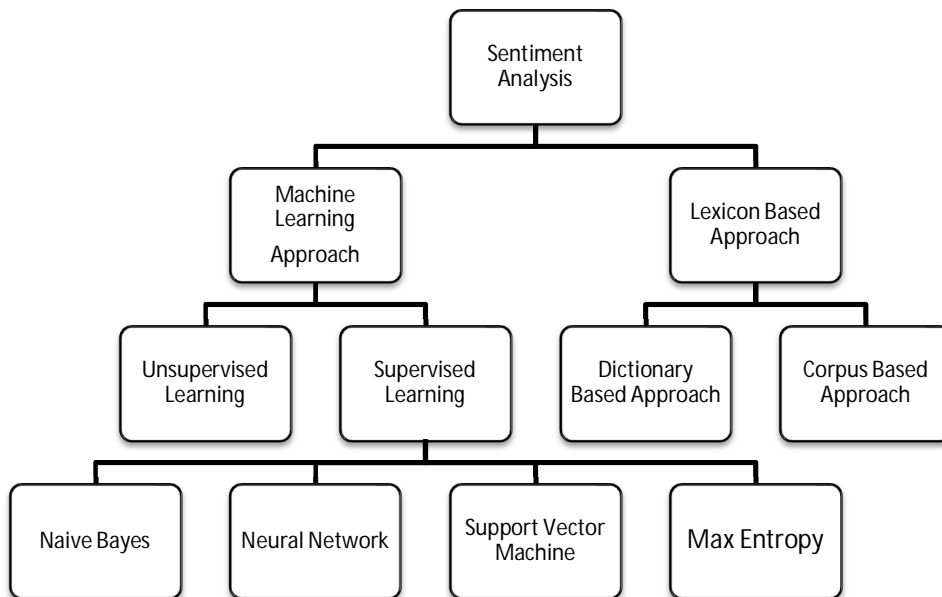 Sentiment
Analysis
Machine
Learning
Approach
Lexicon Based
Approach
Unsupervised
Learning
Supervised
Learning
Dictionary
Based Approach
Corpus Based
Approach
Naive Bayes
Neural Network
Support Vector
Machine
Max Entropy